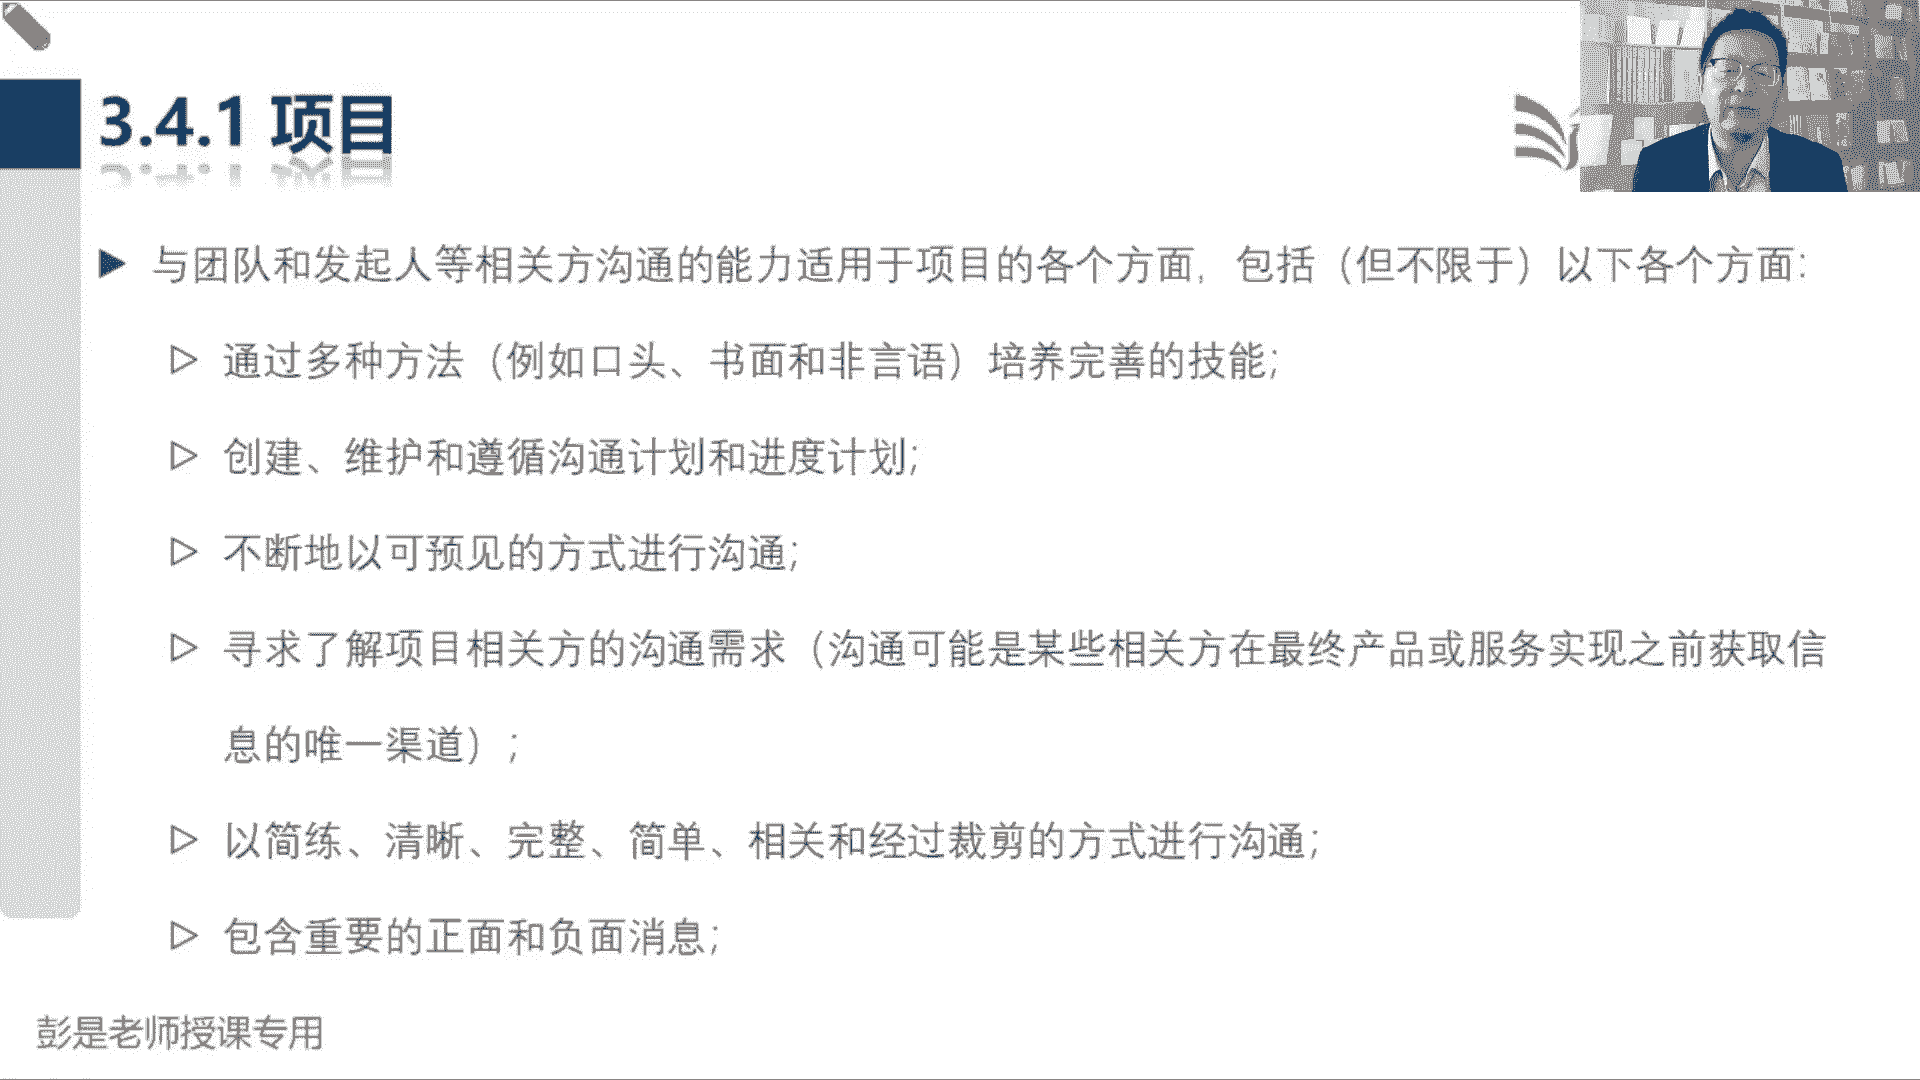 3.4.1 项目
与团队和发起人等相关方沟通的能力适用于项目的各个方面，包括（但不限于）以下各个方面：
通过多种方法（例如口头、书面和非言语）培养完善的技能；
创建、维护和遵循沟通计划和进度计划；
不断地以可预见的方式进行沟通；
寻求了解项目相关方的沟通需求（沟通可能是某些相关方在最终产品或服务实现之前获取信
息的唯一渠道）；
以简练、清晰、完整、简单、相关和经过裁剪的方式进行沟通；
包含重要的正面和负面消息；
彭是老师授课专用